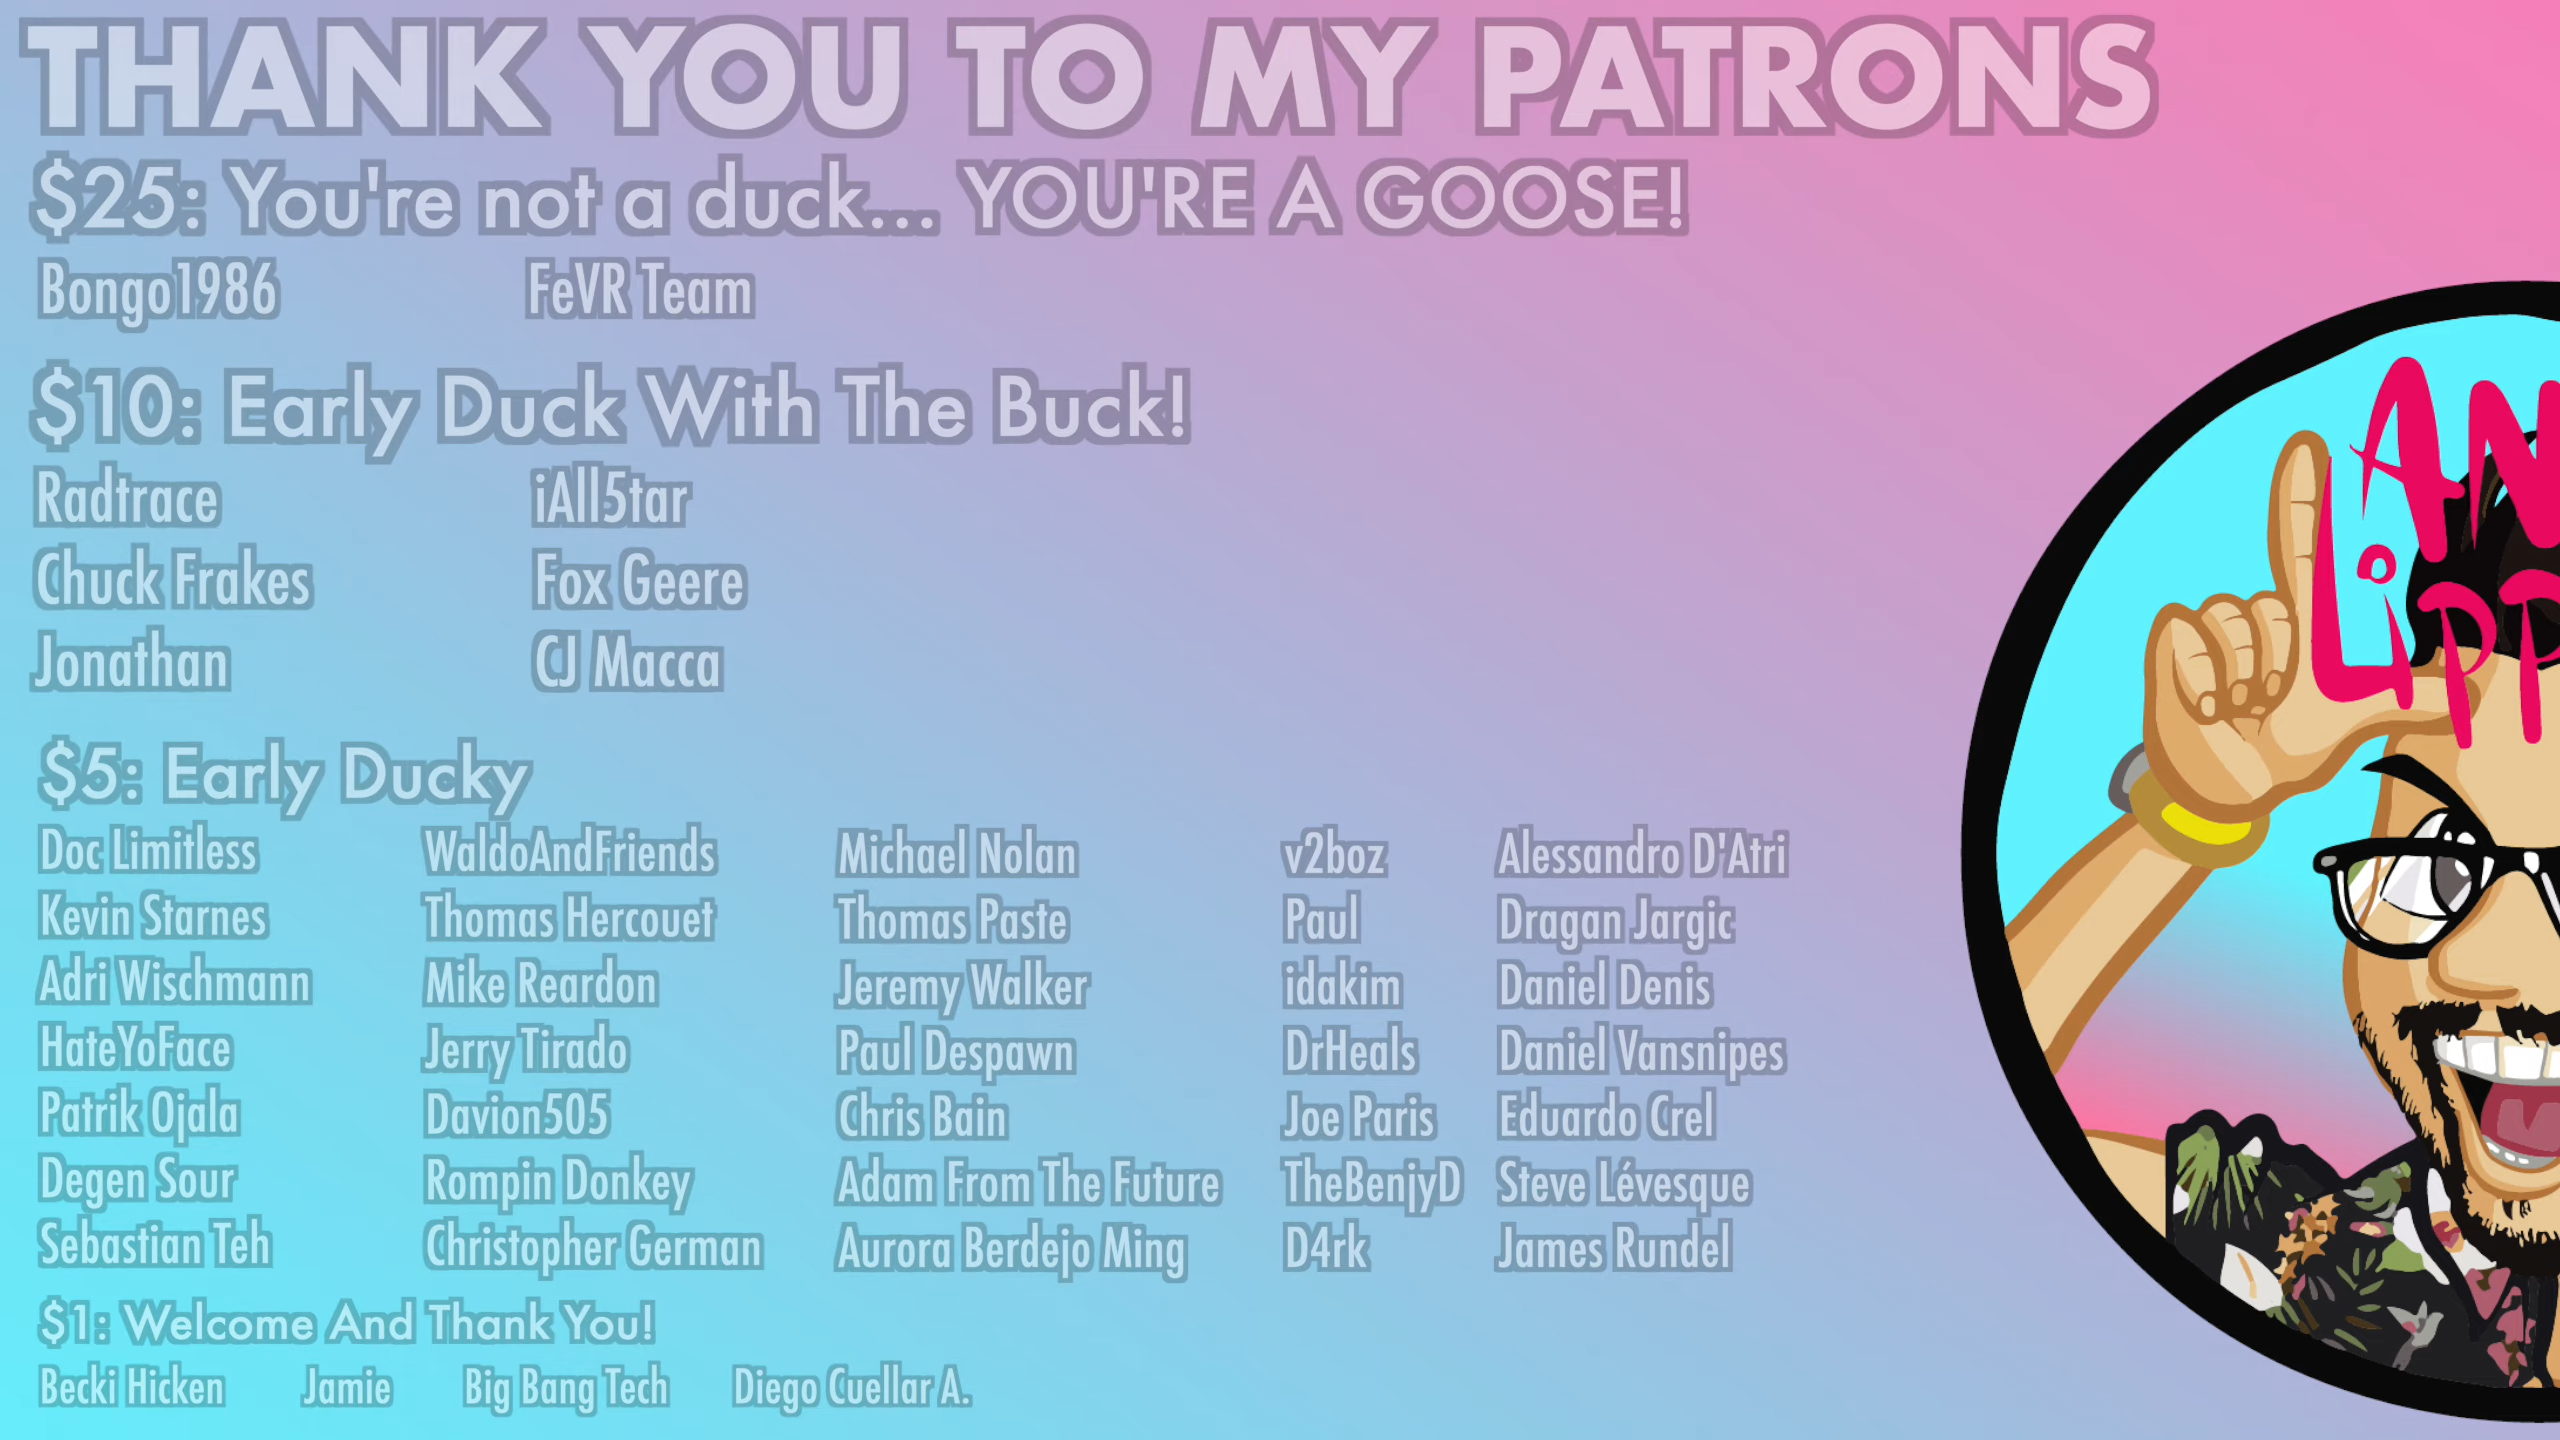 THANK YOU TO MY PATRONS
$25: You're not a duck... YOU'RE A GOOSE!
Bongo1986 FeVR Team
$10: Early Duck With The Buck!
Radtrace iAll5tar
Chuck Frakes Fox Geere
Jonathan CJ Macca
$5: Early Ducky
Doc Limitless WaldoAndFriends Michael Nolan v2boz Alessandro D'Atri
Kevin Starnes Thomas Hercouet Thomas Paste Paul Dragan Jargic
Adri Wischmann Mike Reardon Jeremy Walker idakim Daniel Denis
HateYoFace Jerry Tirado Paul Despawn DrHeals Daniel Vansnipes
Patrik Ojala Davion505 Chris Bain Joe Paris Eduardo Crel
Degen Sour Rompin Donkey Adam From The Future TheBenjyD Steve Lévesque
Sebastian Teh Christopher German Aurora Berdejo Ming D4rk James Rundel
$1: Welcome And Thank You!
Becki Hicken Jamie Big Bang Tech Diego Cuellar A.